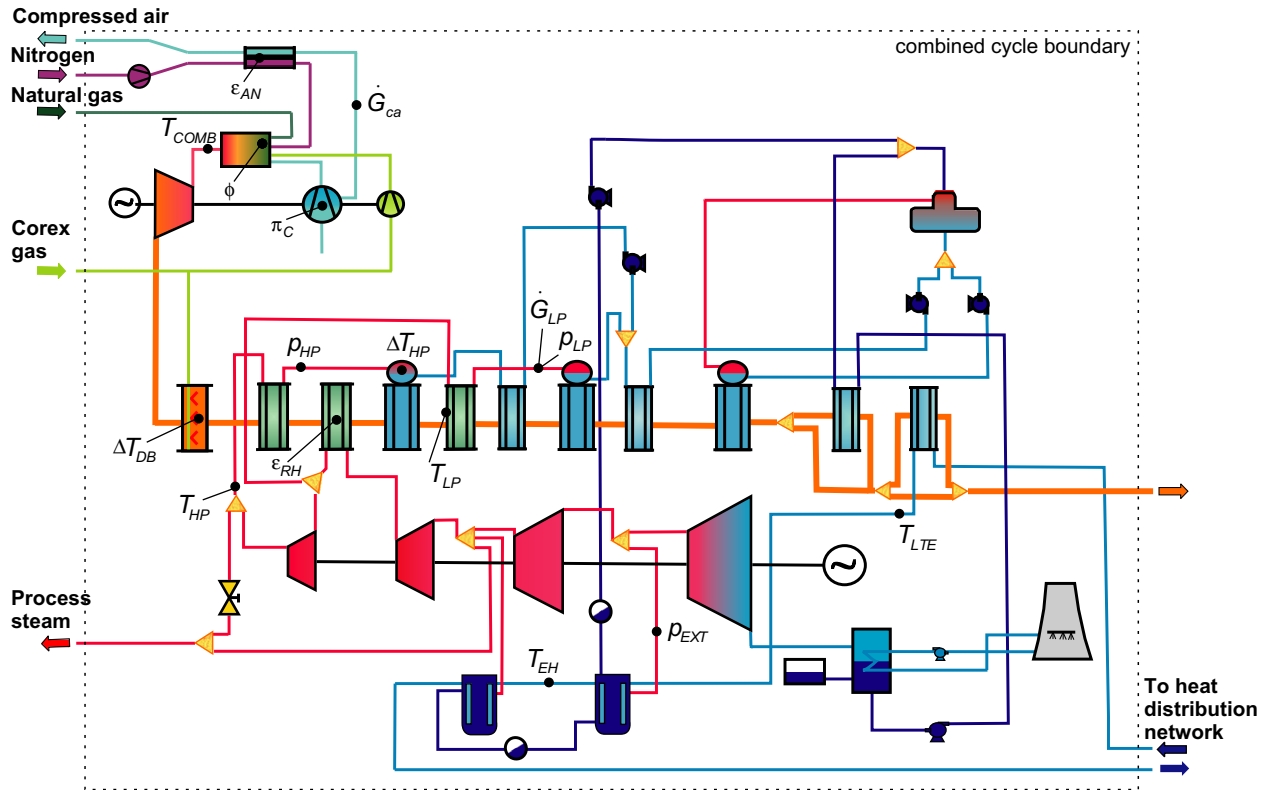 Compressed air
combined cycle boundary
Nitrogen
ε_AN
Natural gas
Ġ_ca
T_COMB
ϕ
π_C
Corex
gas
Ġ_LP
p_HP
ΔT_HP
p_LP
ΔT_DB
ε_RH
T_LP
T_HP
T_LTE
Process
steam
p_EXT
T_EH
To heat
distribution
network